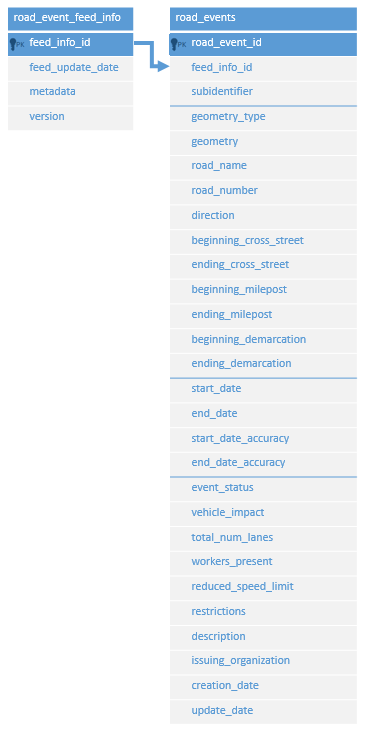 road_event_feed_info
PK feed_info_id
feed_update_date
metadata
version
road_events
PK road_event_id
feed_info_id
subidentifier
geometry_type
geometry
road_name
road_number
direction
beginning_cross_street
ending_cross_street
beginning_milepost
ending_milepost
beginning_demarcation
ending_demarcation
start_date
end_date
start_date_accuracy
end_date_accuracy
event_status
vehicle_impact
total_num_lanes
workers_present
reduced_speed_limit
restrictions
description
issuing_organization
creation_date
update_date